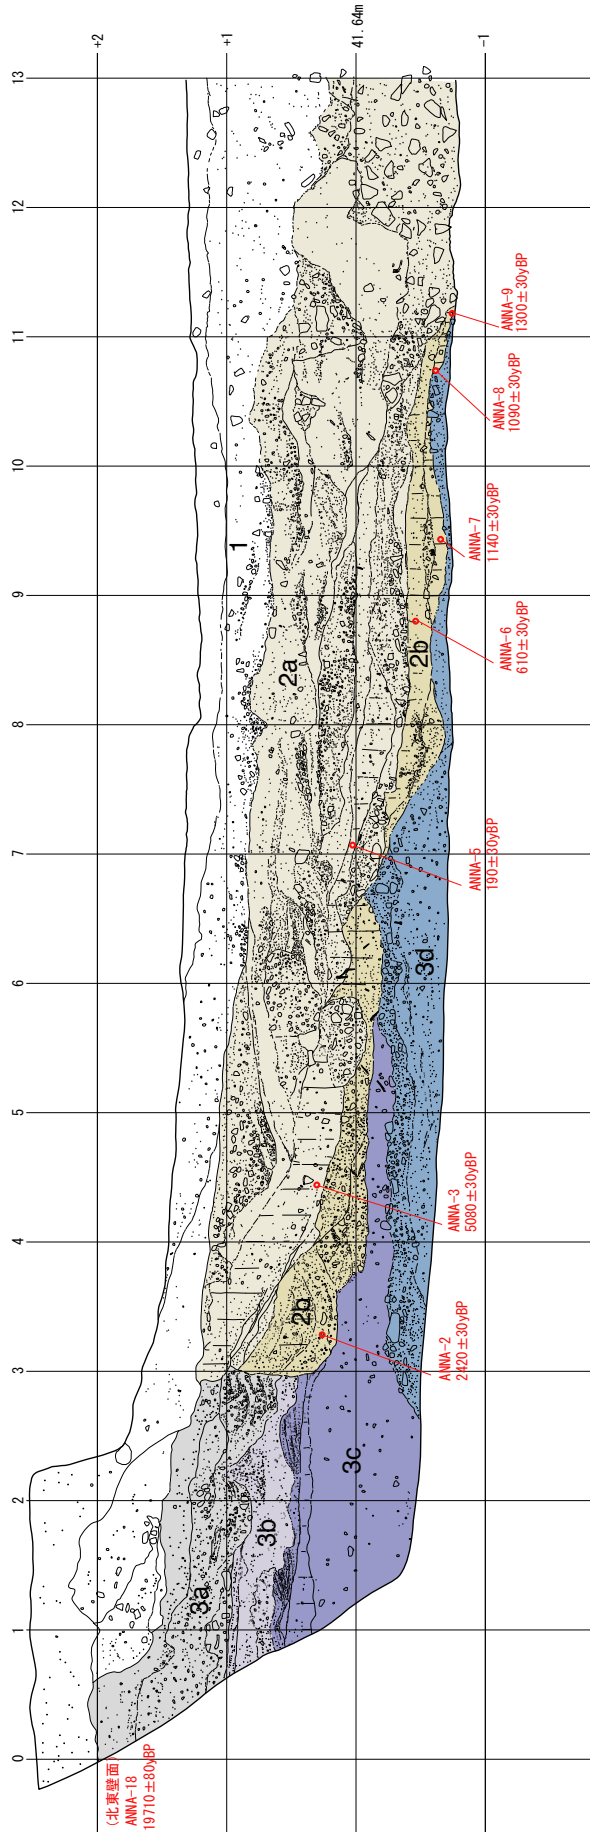 +2
+1
41.64m
-1
13
12
11
10
9
8
7
6
5
4
3
2
1
0
1
2a
2b
2b
3a
3b
3c
3d
ANNA-9
1300±30yBP
ANNA-8
1090±30yBP
ANNA-7
1140±30yBP
ANNA-6
610±30yBP
ANNA-5
190±30yBP
ANNA-3
5080±30yBP
ANNA-2
2420±30yBP
(北東壁面)
ANNA-18
19710±80yBP